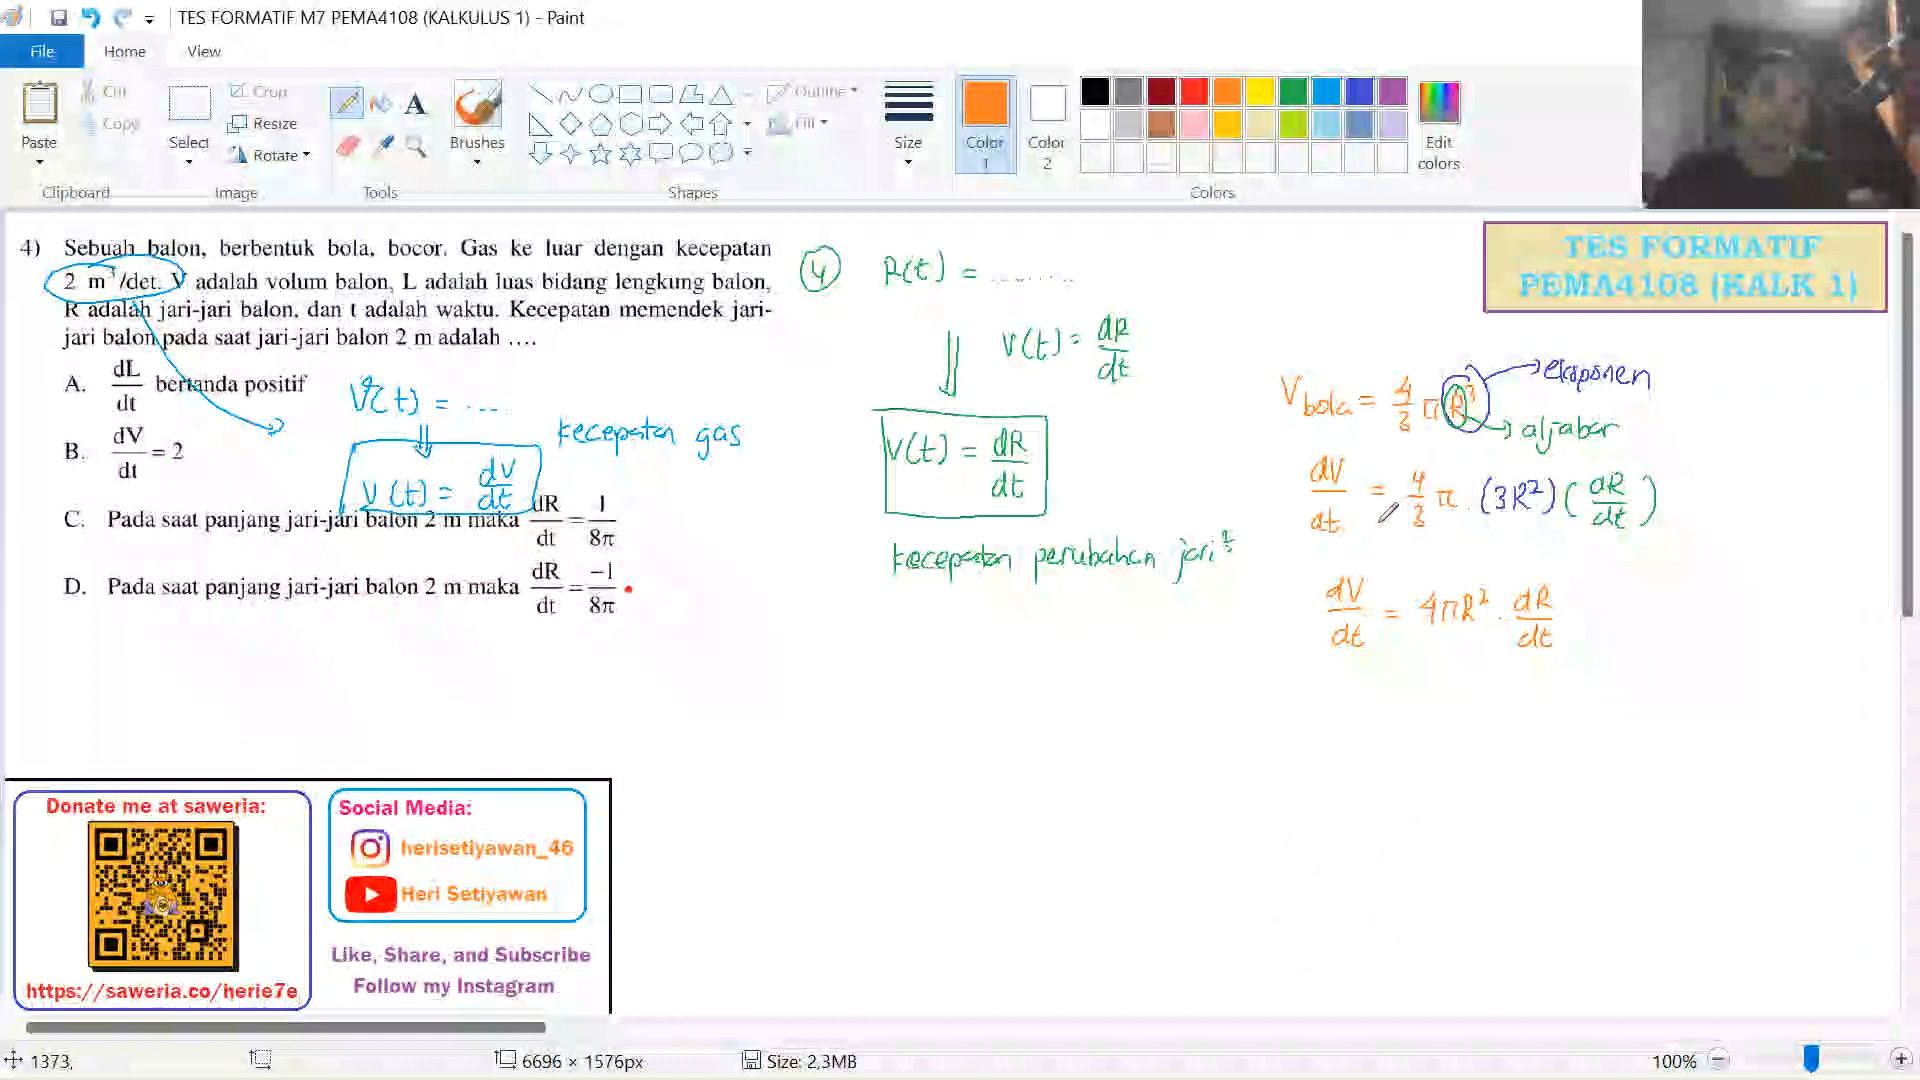 TES FORMATIF M7 PEMA4108 (KALKULUS 1) - Paint
File Home View
Paste
Cut
Copy
Clipboard
Select
Crop
Resize
Rotate
Image
A
Tools
Brushes
Shapes
Outline
Fill
Size
Color 1
Color 2
Edit colors
Colors
4) Sebuah balon, berbentuk bola, bocor. Gas ke luar dengan kecepatan
2 m³/det. V adalah volum balon, L adalah luas bidang lengkung balon,
R adalah jari-jari balon, dan t adalah waktu. Kecepatan memendek jari-
jari balon pada saat jari-jari balon 2 m adalah ….
A. dL/dt bertanda positif
B. dV/dt = 2
C. Pada saat panjang jari-jari balon 2 m maka dR/dt = 1/8π
D. Pada saat panjang jari-jari balon 2 m maka dR/dt = -1/8π
V(t) = ....
kecepatan gas
V(t) = dV/dt
4 R(t) = ........
V(t) = dR/dt
V(t) = dR/dt
kecepatan perubahan jari²
TES FORMATIF
PEMA4108 (KALK 1)
V bola = 4/3 π R³
eksponen
aljabar
dV/dt = 4/3 π . (3R²) (dR/dt)
dV/dt = 4πR² . dR/dt
Donate me at saweria:
https://saweria.co/herie7e
Social Media:
herisetiyawan_46
Heri Setiyawan
Like, Share, and Subscribe
Follow my Instagram
1373,
6696 × 1576px
Size: 2,3MB
100%